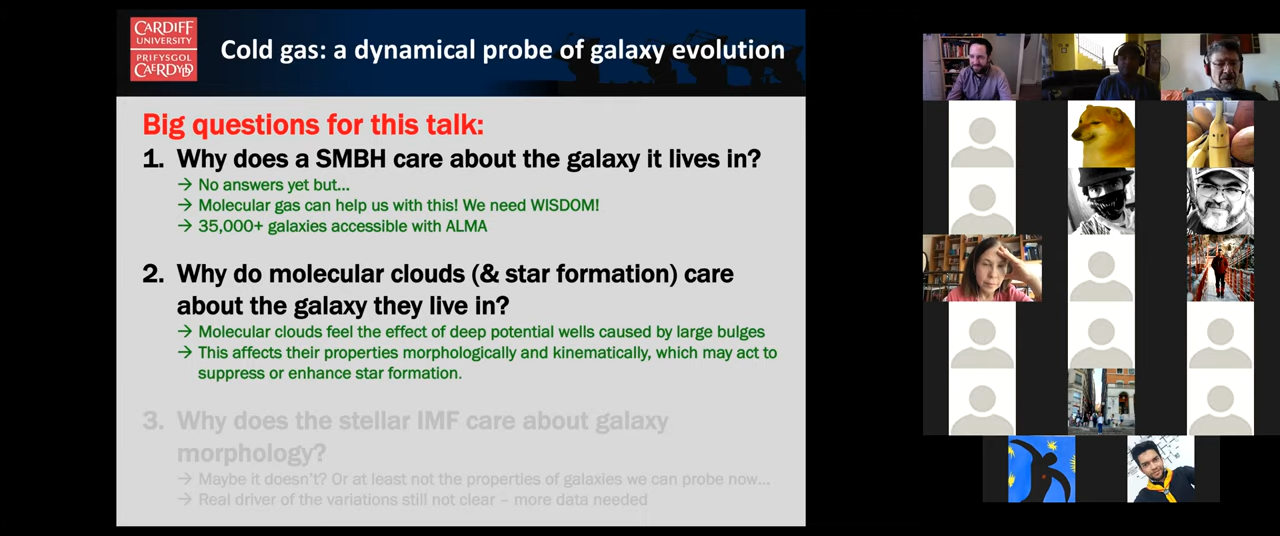 CARDIFF
UNIVERSITY
PRIFYSGOL
CAERDYDD
Cold gas: a dynamical probe of galaxy evolution
Big questions for this talk:
1. Why does a SMBH care about the galaxy it lives in?
→ No answers yet but...
→ Molecular gas can help us with this! We need WISDOM!
→ 35,000+ galaxies accessible with ALMA
2. Why do molecular clouds (& star formation) care
about the galaxy they live in?
→ Molecular clouds feel the effect of deep potential wells caused by large bulges
→ This affects their properties morphologically and kinematically, which may act to
suppress or enhance star formation.
3. Why does the stellar IMF care about galaxy
morphology?
→ Maybe it doesn't? Or at least not the properties of galaxies we can probe now...
→ Real driver of the variations still not clear – more data needed